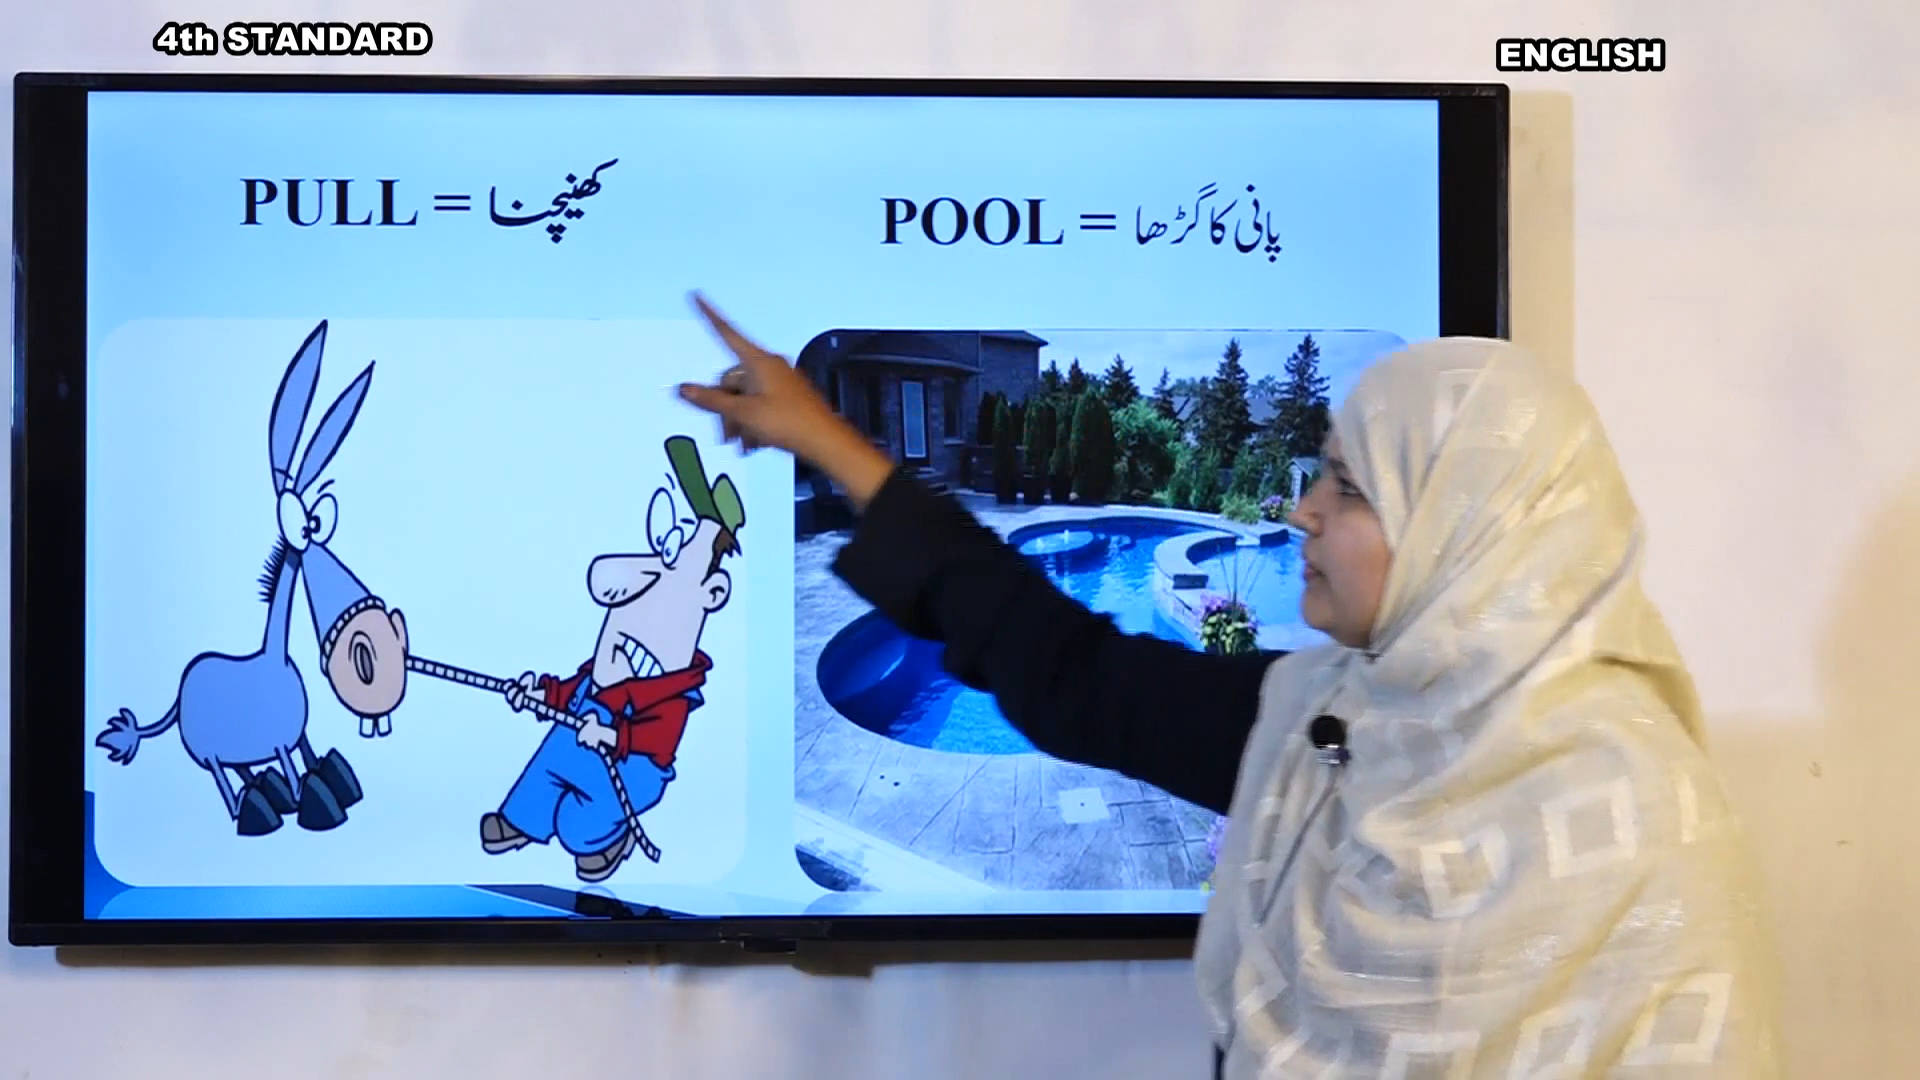 4th STANDARD
ENGLISH
PULL = کھینچنا
POOL = پانی کا گڑھا